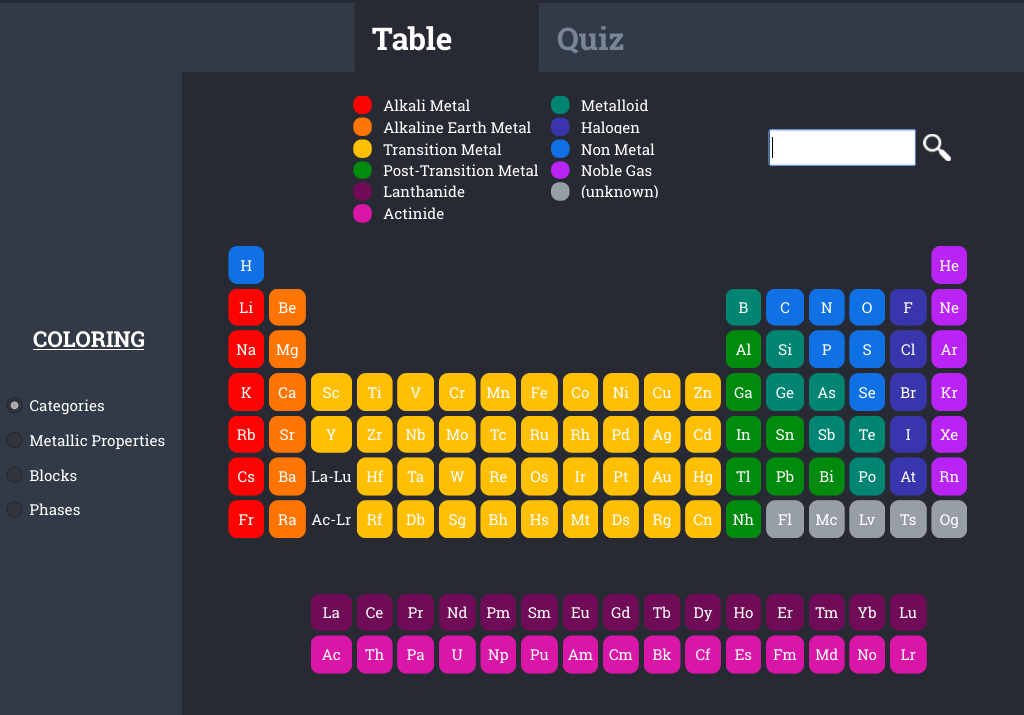 Table Quiz
Alkali Metal Metalloid
Alkaline Earth Metal Halogen
Transition Metal Non Metal
Post-Transition Metal Noble Gas
Lanthanide (unknown)
Actinide
H He
Li Be B C N O F Ne
COLORING
Na Mg Al Si P S Cl Ar
K Ca Sc Ti V Cr Mn Fe Co Ni Cu Zn Ga Ge As Se Br Kr
Categories
Rb Sr Y Zr Nb Mo Tc Ru Rh Pd Ag Cd In Sn Sb Te I Xe
Metallic Properties
Cs Ba La-Lu Hf Ta W Re Os Ir Pt Au Hg Tl Pb Bi Po At Rn
Blocks
Fr Ra Ac-Lr Rf Db Sg Bh Hs Mt Ds Rg Cn Nh Fl Mc Lv Ts Og
Phases
La Ce Pr Nd Pm Sm Eu Gd Tb Dy Ho Er Tm Yb Lu
Ac Th Pa U Np Pu Am Cm Bk Cf Es Fm Md No Lr